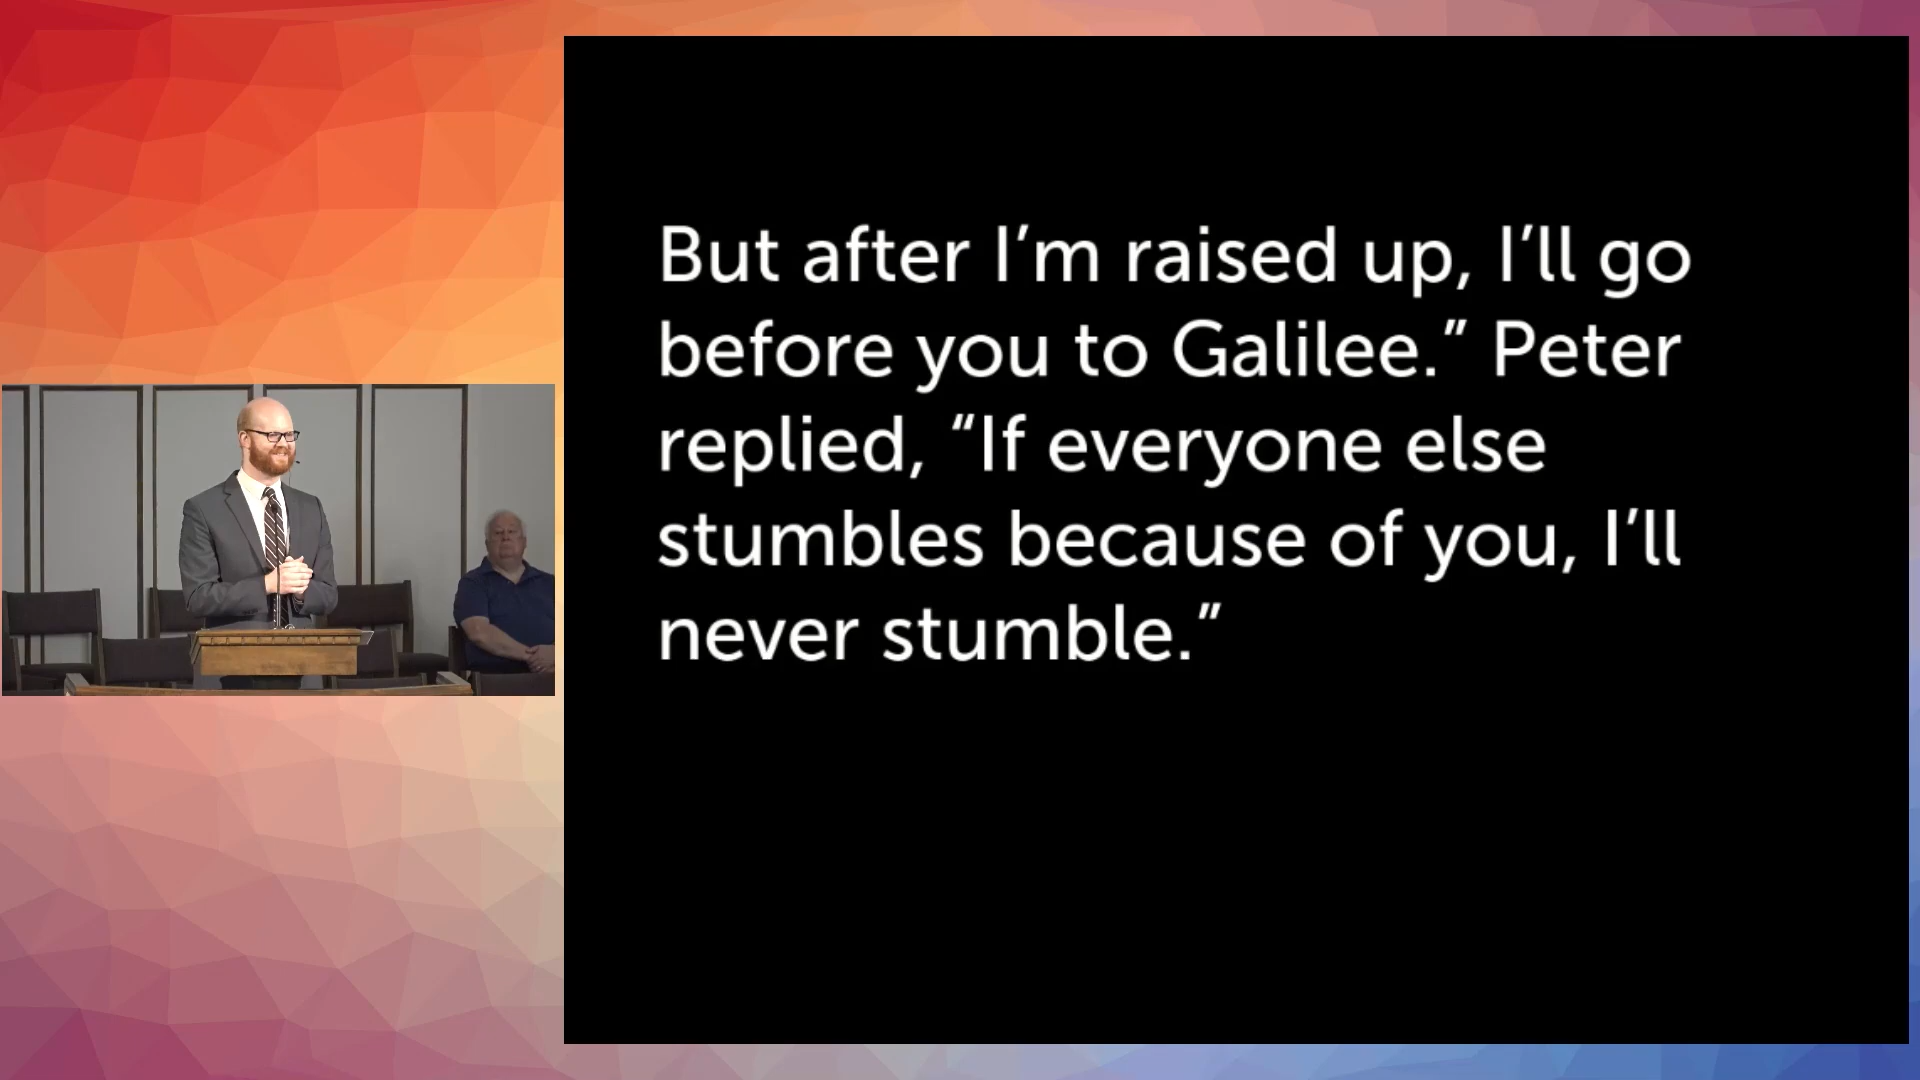 But after I’m raised up, I’ll go
before you to Galilee.” Peter
replied, “If everyone else
stumbles because of you, I’ll
never stumble.”